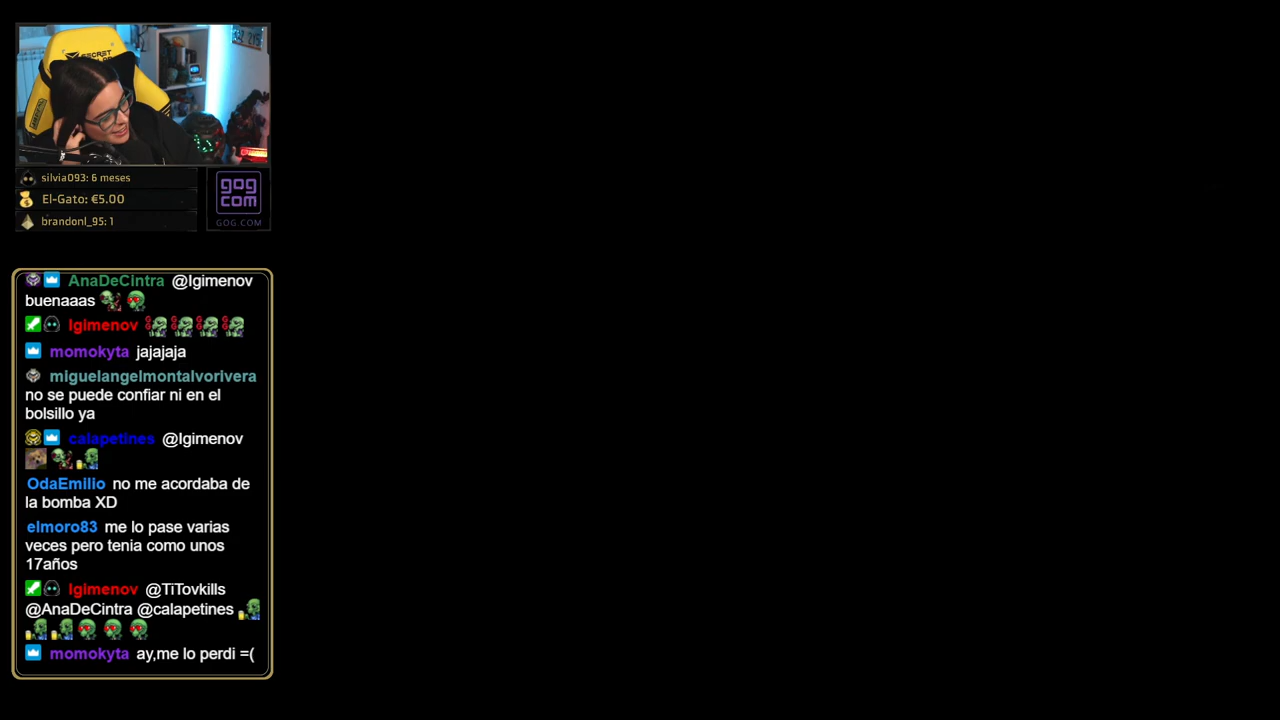 SECRET
silvia093: 6 meses
El-Gato: €5.00
brandonl_95: 1
gog
com
GOG.COM
AnaDeCintra @Igimenov
buenaaas
Igimenov
momokyta jajajaja
miguelangelmontalvorivera
no se puede confiar ni en el
bolsillo ya
calapetines @Igimenov
OdaEmilio no me acordaba de
la bomba XD
elmoro83 me lo pase varias
veces pero tenia como unos
17años
Igimenov @TiTovkills
@AnaDeCintra @calapetines
momokyta ay,me lo perdi =(